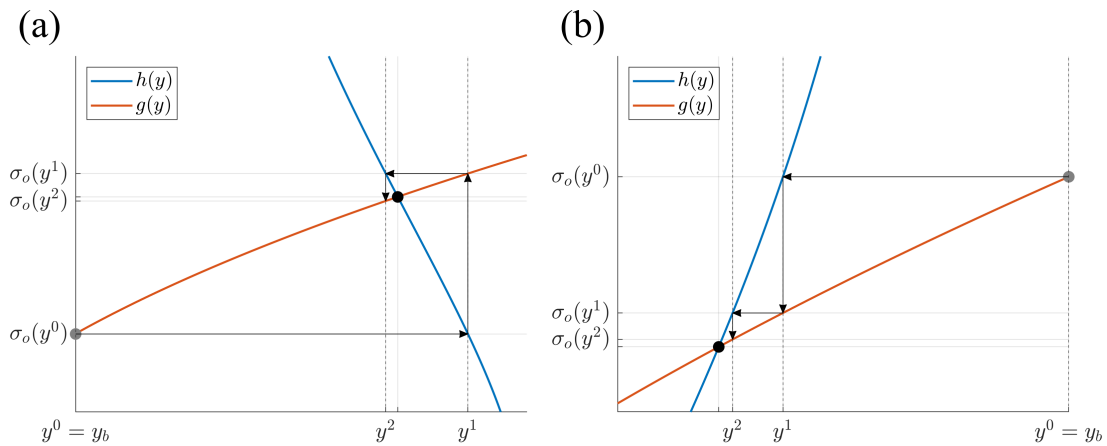 (a)
h(y)
g(y)
σ_o(y^1)
σ_o(y^2)
σ_o(y^0)
y^0 = y_b
y^2
y^1
(b)
h(y)
g(y)
σ_o(y^0)
σ_o(y^1)
σ_o(y^2)
y^2
y^1
y^0 = y_b